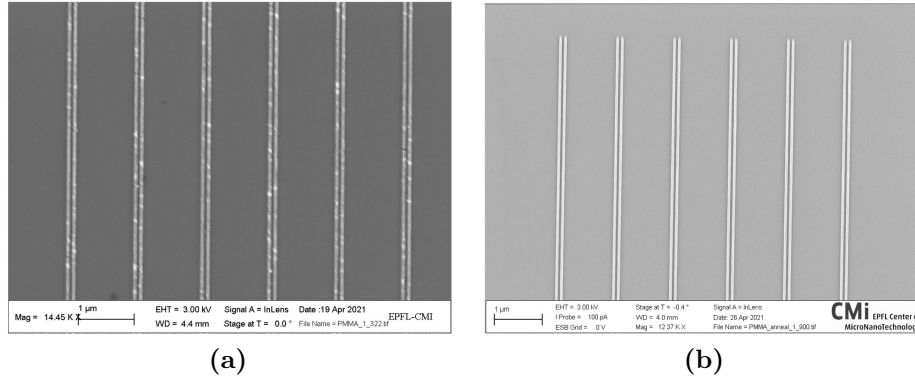 Mag = 14.45 K X
1 µm
EHT = 3.00 kV
Signal A = InLens
Date :19 Apr 2021
WD = 4.4 mm
Stage at T = 0.0 °
File Name = PMMA_1_322.tif
EPFL-CMI
1 µm
EHT = 3.00 kV
Stage at T = -0.4 °
Signal A = InLens
I Probe = 100 pA
WD = 4.0 mm
Date: 26 Apr 2021
ESB Grid = 0 V
Mag = 12.37 K X
File Name = PMMA_anneal_1_900.tif
CMi EPFL Center o
MicroNanoTechnolog
(a)
(b)